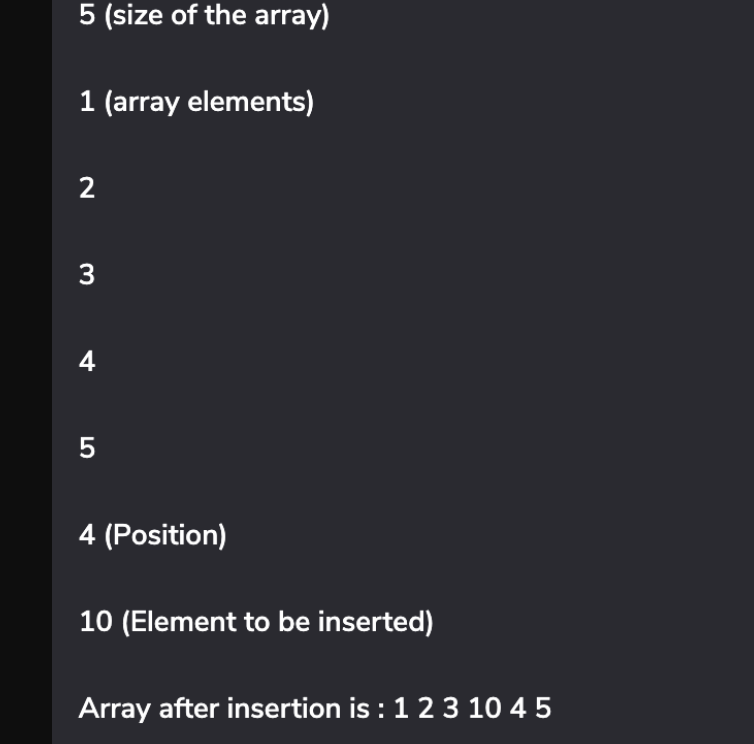 5 (size of the array)
1 (array elements)
2
3
4
5
4 (Position)
10 (Element to be inserted)
Array after insertion is : 1 2 3 10 4 5